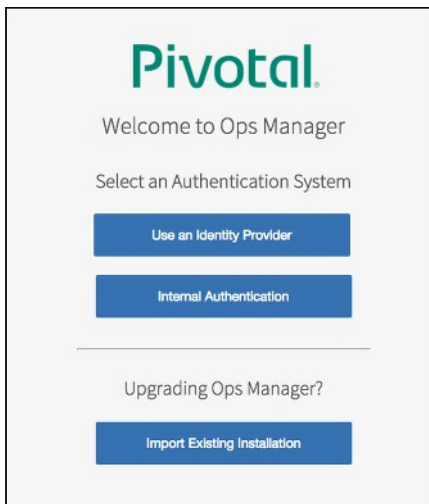 Pivotal.
Welcome to Ops Manager
Select an Authentication System
Use an Identity Provider
Internal Authentication
Upgrading Ops Manager?
Import Existing Installation